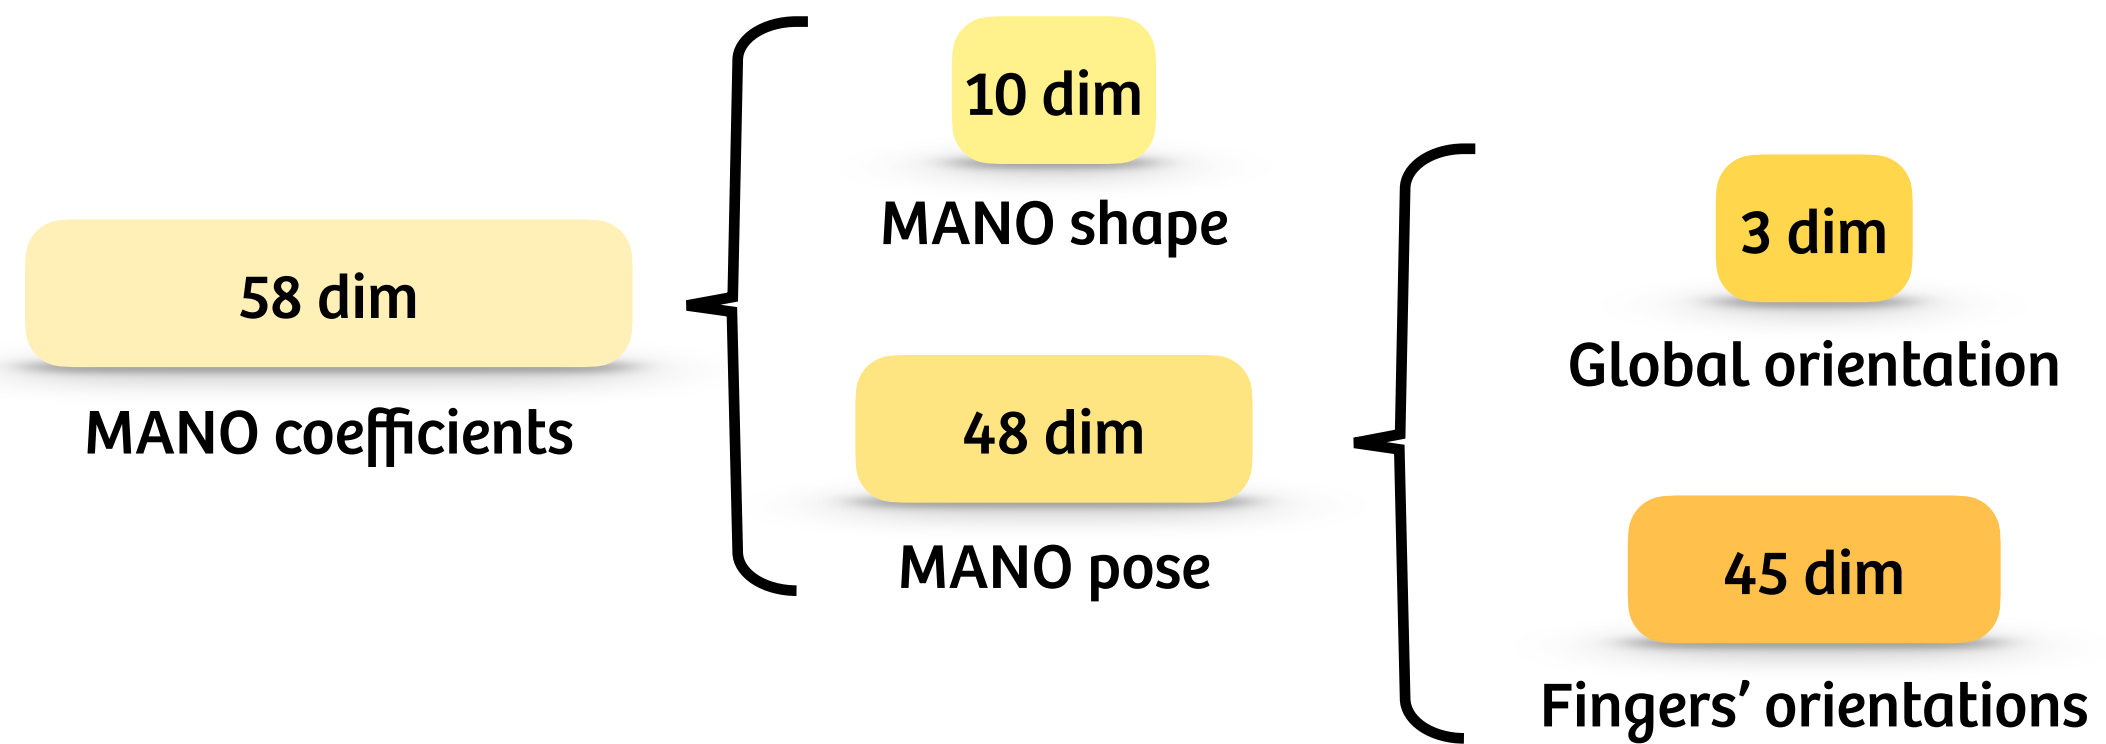 58 dim
MANO coefficients
10 dim
MANO shape
48 dim
MANO pose
3 dim
Global orientation
45 dim
Fingers’ orientations